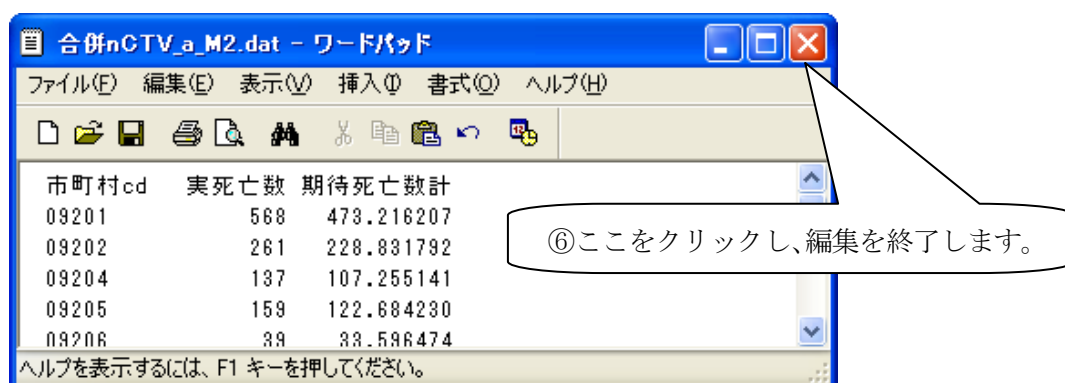 合併nCTV_a_M2.dat - ワードパッド
ファイル(F) 編集(E) 表示(V) 挿入(I) 書式(O) ヘルプ(H)
市町村cd 実死亡数 期待死亡数計
09201 568 473.216207
09202 261 228.831792
09204 137 107.255141
09205 159 122.684230
09206 39 33.596474
⑥ここをクリックし、編集を終了します。
ヘルプを表示するには、F1 キーを押してください。